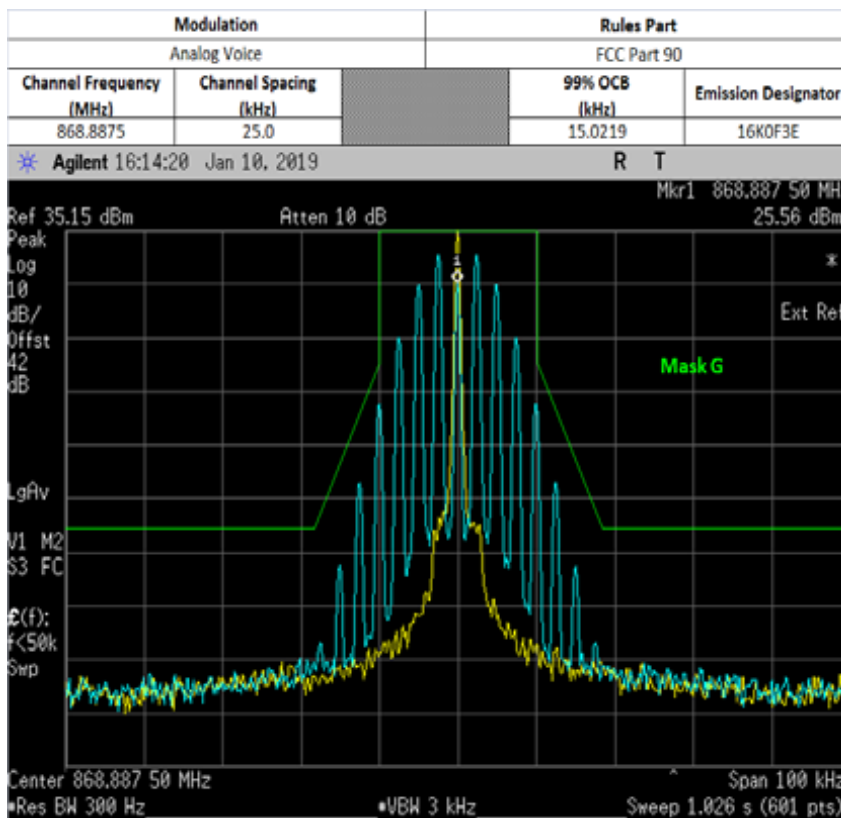 Modulation Rules Part
Analog Voice FCC Part 90
Channel Frequency (MHz) Channel Spacing (kHz) 99% OCB (kHz) Emission Designator
868.8875 25.0 15.0219 16K0F3E
Agilent 16:14:20 Jan 10, 2019 R T
Mkr1 868.887 50 MH
Ref 35.15 dBm Atten 10 dB 25.56 dBm
Peak
Log
10
dB/
Offst
42
dB
1
*
Ext Ref
Mask G
LgAv
V1 M2
S3 FC
£(f):
f<50k
Swp
Center 868.887 50 MHz ^ Span 100 kHz
*Res BW 300 Hz *VBW 3 kHz Sweep 1.026 s (601 pts)